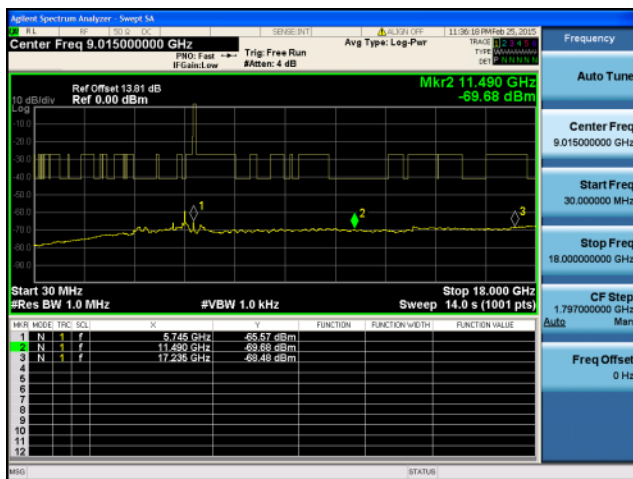 Agilent Spectrum Analyzer - Swept SA
RL RF 50 Ω DC SENSE:INT ALIGN OFF 11:36:18 PM Feb 25, 2015
Center Freq 9.015000000 GHz
PNO: Fast
IFGain:Low
Trig: Free Run
#Atten: 4 dB
Avg Type: Log-Pwr
TRACE 1 2 3 4 5 6
TYPE
DET P N N N N N
Mkr2 11.490 GHz
-69.68 dBm
Ref Offset 13.81 dB
10 dB/div Ref 0.00 dBm
Log
-10.0
-20.0
-30.0
-40.0
-50.0
-60.0
-70.0
-80.0
-90.0
1
2
3
Start 30 MHz Stop 18.000 GHz
#Res BW 1.0 MHz #VBW 1.0 kHz Sweep 14.0 s (1001 pts)
MKR MODE TRC SCL X Y FUNCTION FUNCTION WIDTH FUNCTION VALUE
1 N 1 f 5.745 GHz -65.57 dBm
2 N 1 f 11.490 GHz -69.68 dBm
3 N 1 f 17.235 GHz -68.48 dBm
4
5
6
7
8
9
10
11
12
MSG STATUS
Frequency
Auto Tune
Center Freq
9.015000000 GHz
Start Freq
30.000000 MHz
Stop Freq
18.000000000 GHz
CF Step
1.797000000 GHz
Auto Man
Freq Offset
0 Hz